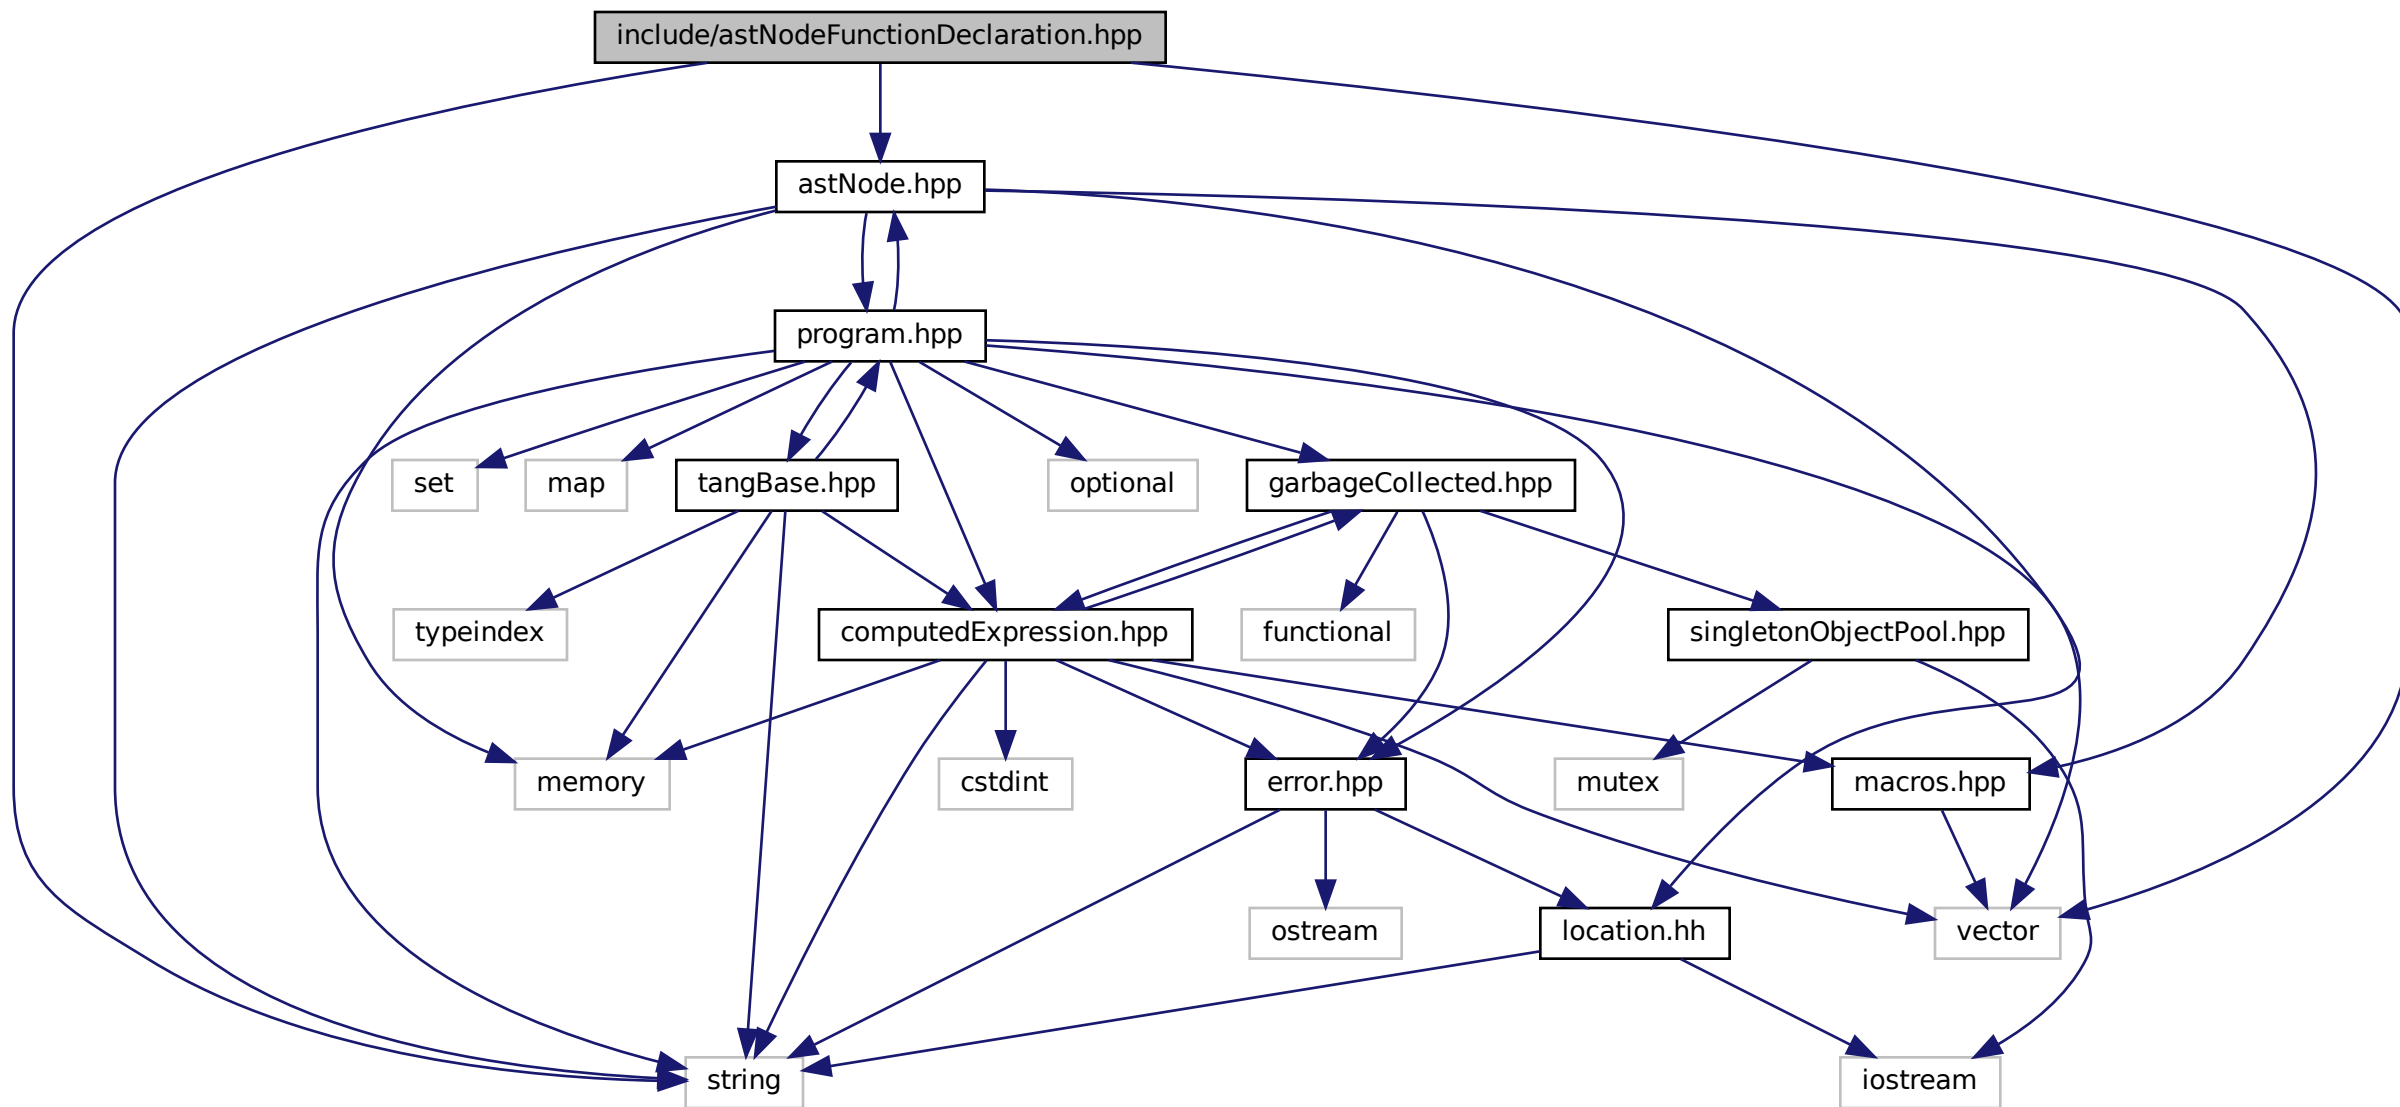 include/astNodeFunctionDeclaration.hpp
astNode.hpp
program.hpp
set
map
tangBase.hpp
optional
garbageCollected.hpp
typeindex
computedExpression.hpp
functional
singletonObjectPool.hpp
memory
cstdint
error.hpp
mutex
macros.hpp
ostream
location.hh
vector
string
iostream